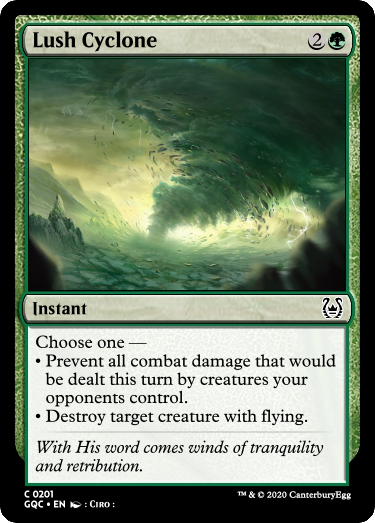 Lush Cyclone 2
Instant
Choose one —
• Prevent all combat damage that would
be dealt this turn by creatures your
opponents control.
• Destroy target creature with flying.
With His word comes winds of tranquility
and retribution.
C 0201
GQC • EN : Ciro : ™ & © 2020 CanterburyEgg